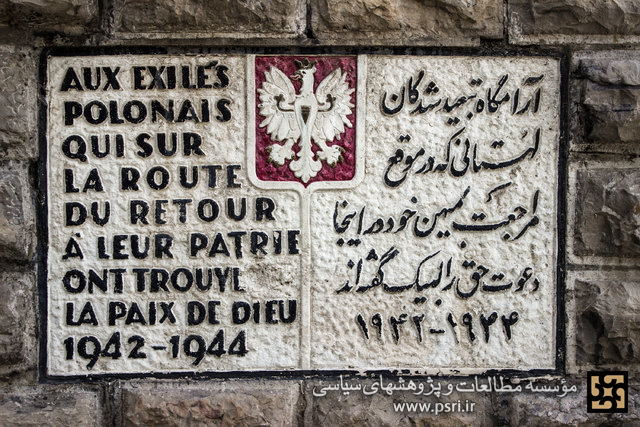 AUX EXILÉS
POLONAIS
QUI SUR
LA ROUTE
DU RETOUR
À LEUR PATRIE
ONT TROUVE
LA PAIX DE DIEU
1942-1944
آرامگاه تبعید شدگان
لهستانی که در موقع
مراجعت بمیهن خود در اینجا
دعوت حق را لبیک گفته‌اند
۱۹۴۲-۱۹۴۴
موسسه مطالعات و پژوهشهای سیاسی
www.psri.ir